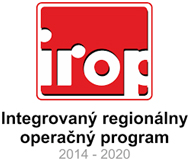 irop
Integrovaný regionálny
operačný program
2014 - 2020